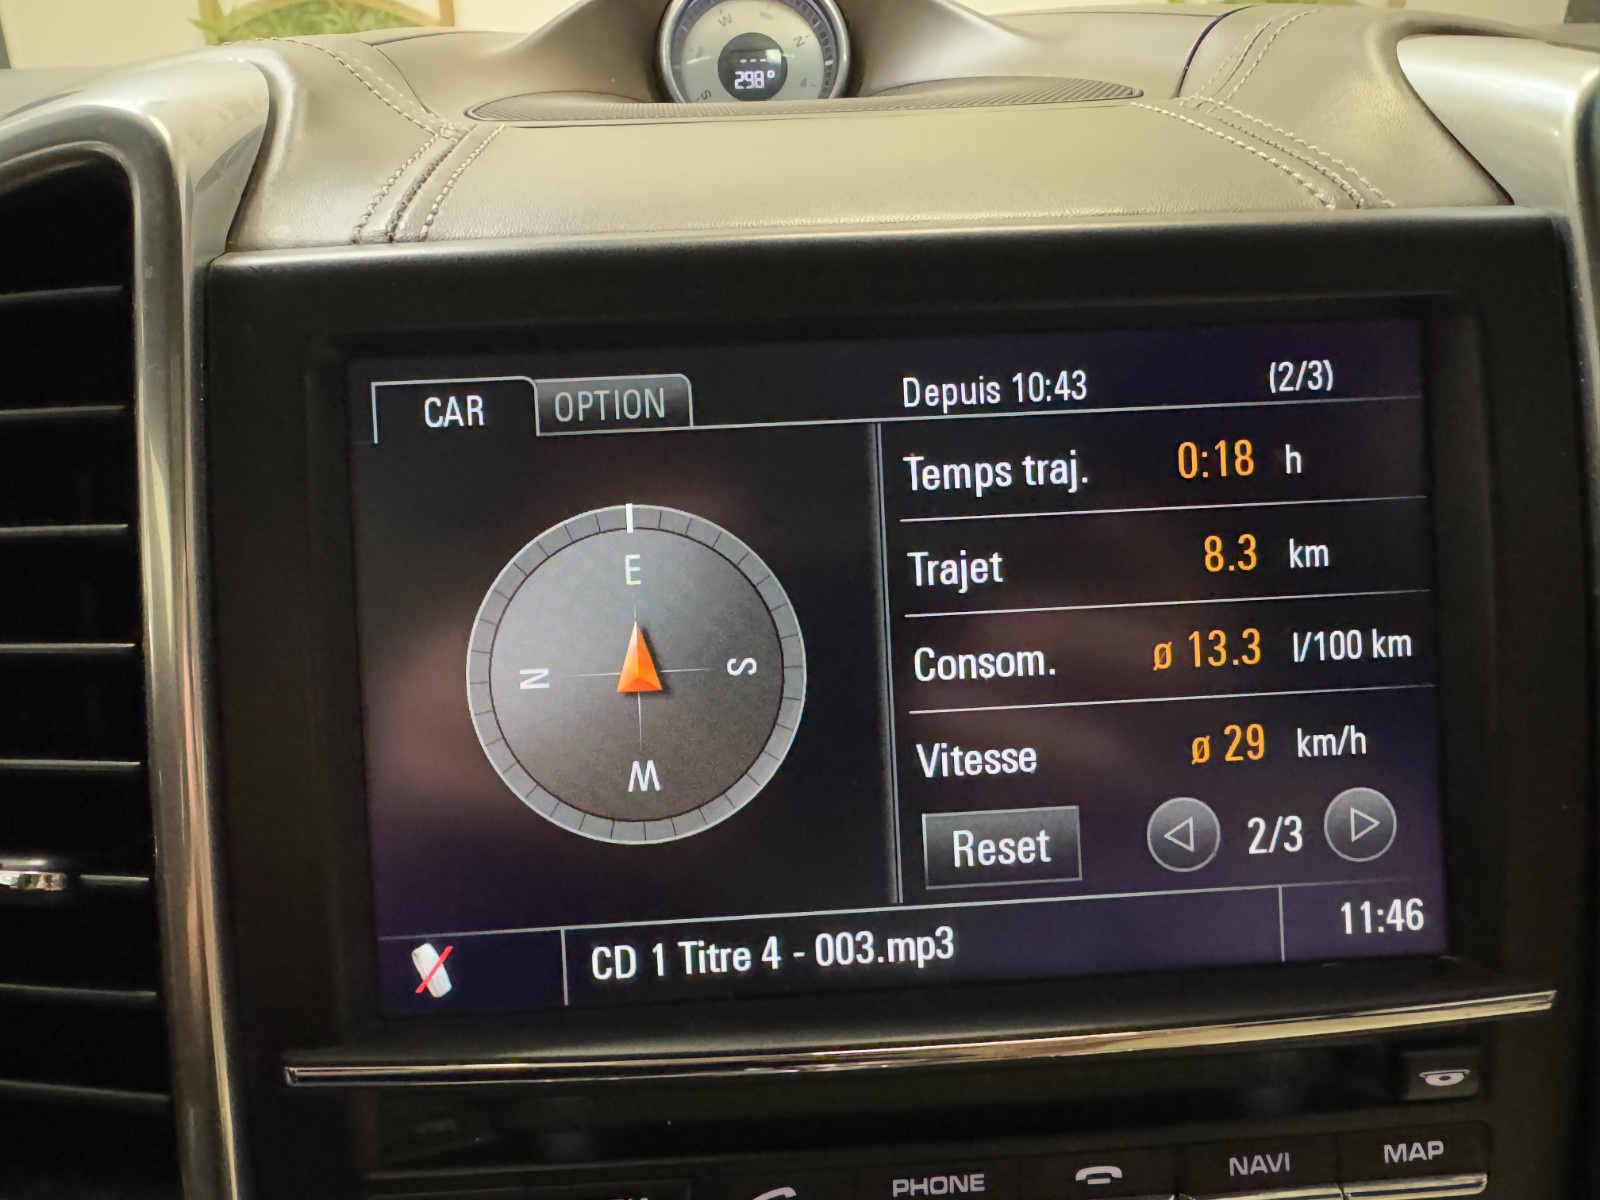 W
N
S
298°
CAR
OPTION
Depuis 10:43
(2/3)
Temps traj. 0:18 h
Trajet 8.3 km
Consom. ø 13.3 l/100 km
Vitesse ø 29 km/h
E
N
S
W
Reset
2/3
CD 1 Titre 4 - 003.mp3
11:46
PHONE
NAVI
MAP